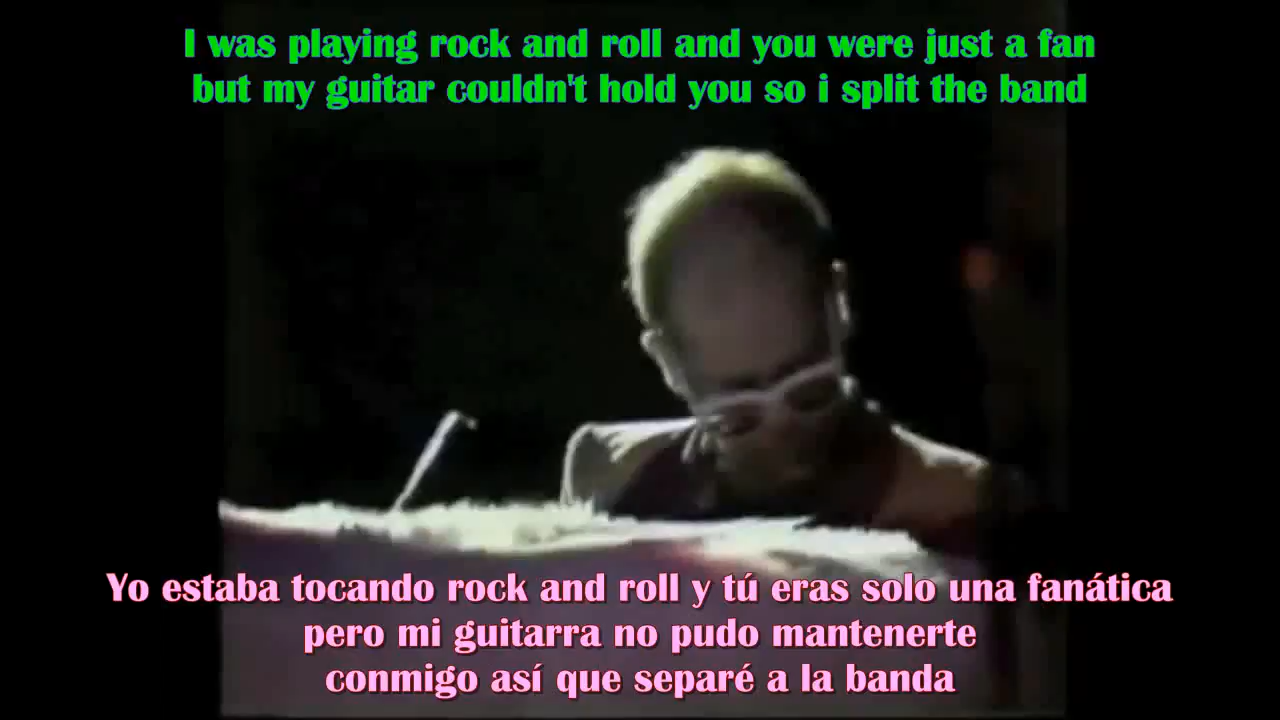 I was playing rock and roll and you were just a fan
but my guitar couldn't hold you so i split the band
Yo estaba tocando rock and roll y tú eras solo una fanática
pero mi guitarra no pudo mantenerte
conmigo así que separé a la banda